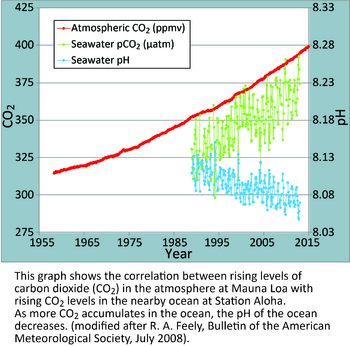 425
400
375
350
325
300
275
CO2
8.33
8.28
8.23
8.18
8.13
8.08
8.03
pH
Atmospheric CO2 (ppmv)
Seawater pCO2 (µatm)
Seawater pH
1955
1965
1975
1985
1995
2005
2015
Year
This graph shows the correlation between rising levels of
carbon dioxide (CO2) in the atmosphere at Mauna Loa with
rising CO2 levels in the nearby ocean at Station Aloha.
As more CO2 accumulates in the ocean, the pH of the ocean
decreases. (modified after R. A. Feely, Bulletin of the American
Meteorological Society, July 2008).